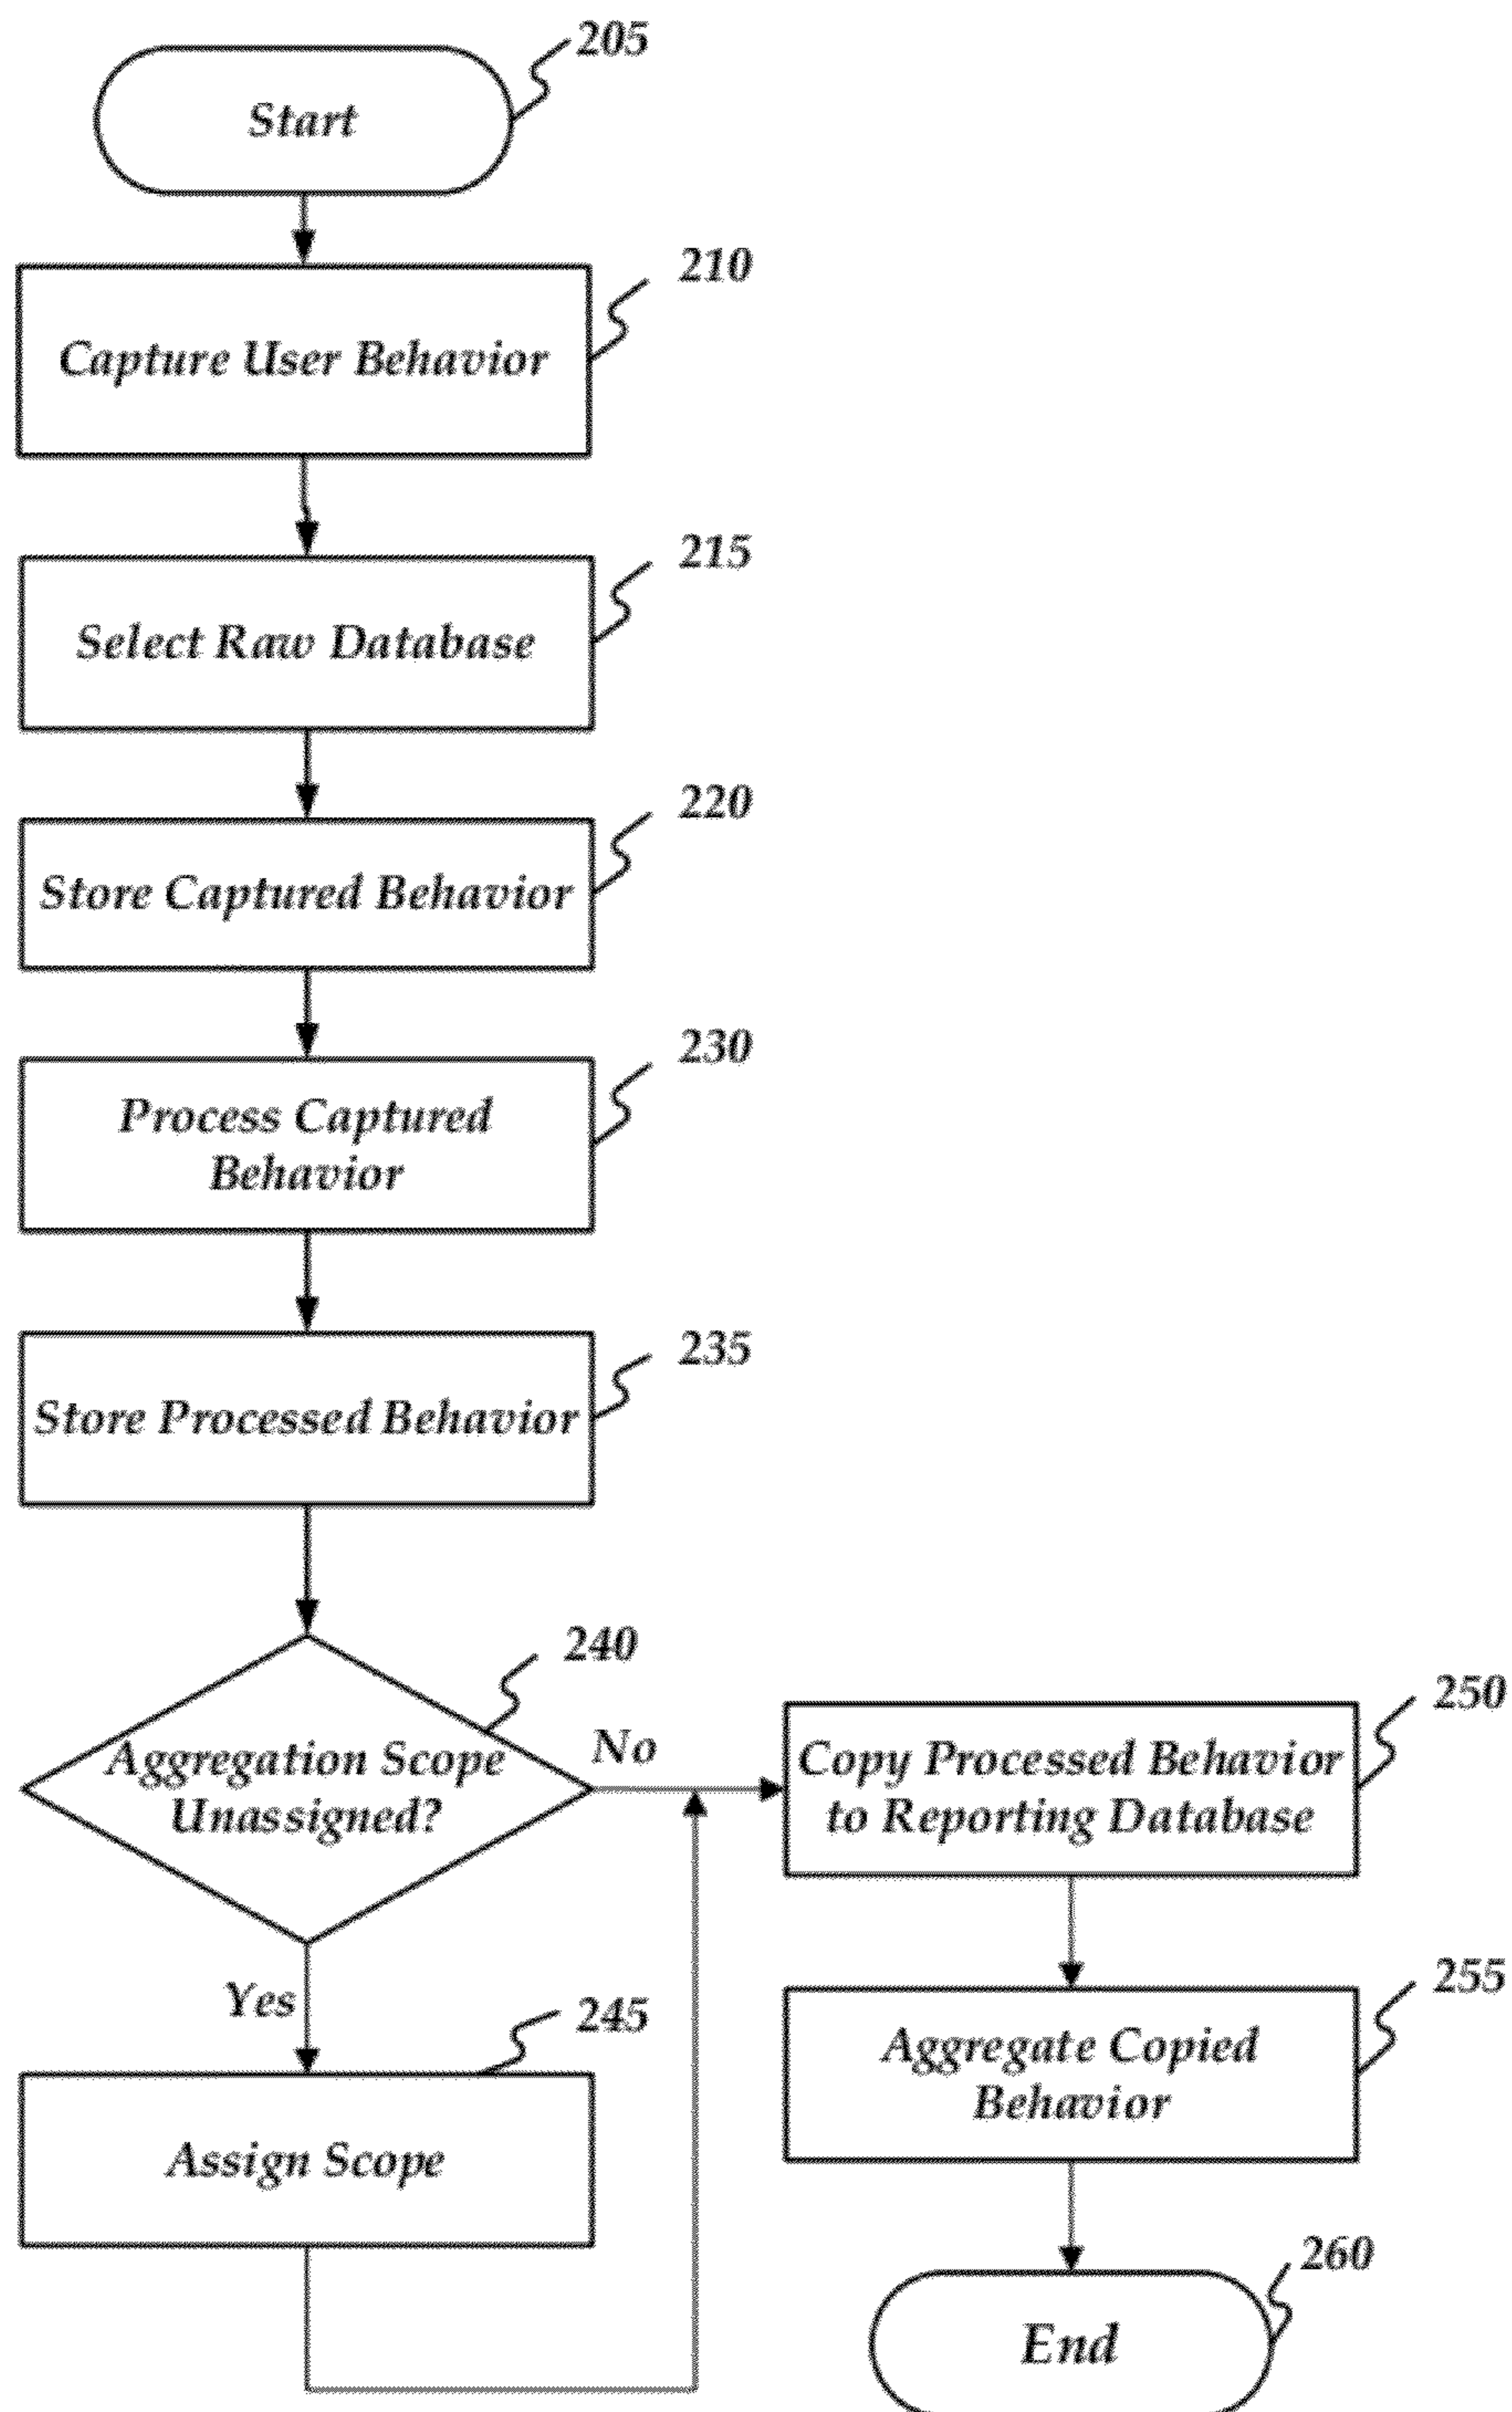 205
Start
210
Capture User Behavior
215
Select Raw Database
220
Store Captured Behavior
230
Process Captured
Behavior
235
Store Processed Behavior
240
Aggregation Scope
Unassigned?
No
Yes
245
Assign Scope
250
Copy Processed Behavior
to Reporting Database
255
Aggregate Copied
Behavior
260
End